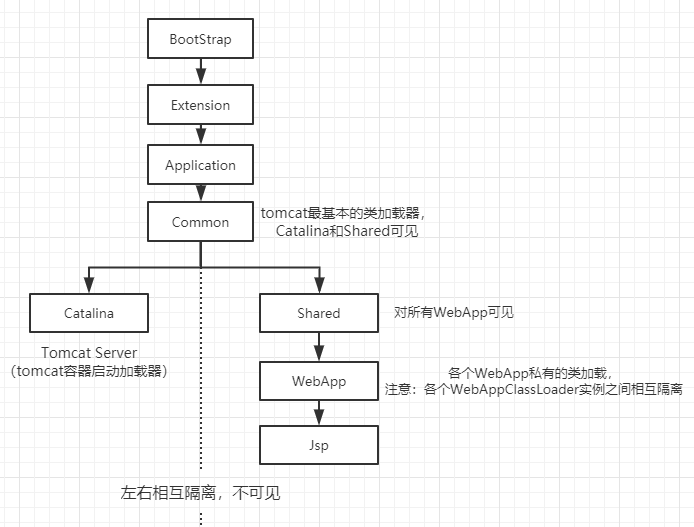 BootStrap
Extension
Application
Common
tomcat最基本的类加载器，
Catalina和Shared可见
Catalina
Shared
对所有WebApp可见
Tomcat Server
（tomcat容器启动加载器）
WebApp
各个WebApp私有的类加载，
注意：各个WebAppClassLoader实例之间相互隔离
Jsp
左右相互隔离，不可见